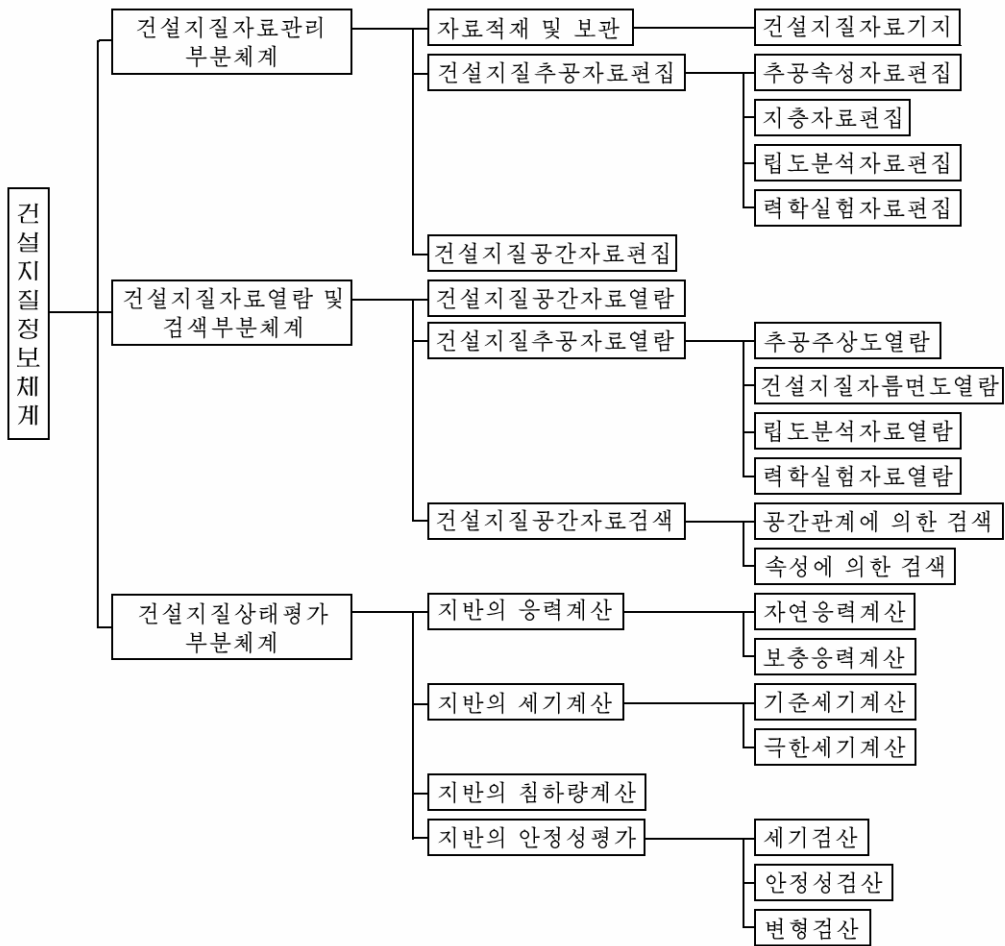 건설지질정보체계
건설지질자료관리
부분체계
자료적재 및 보관
건설지질자료기지
건설지질추공자료편집
추공속성자료편집
지층자료편집
립도분석자료편집
력학실험자료편집
건설지질공간자료편집
건설지질자료열람 및
검색부분체계
건설지질공간자료열람
건설지질추공자료열람
추공주상도열람
건설지질자름면도열람
립도분석자료열람
력학실험자료열람
건설지질공간자료검색
공간관계에 의한 검색
속성에 의한 검색
건설지질상태평가
부분체계
지반의 응력계산
자연응력계산
보충응력계산
지반의 세기계산
기준세기계산
극한세기계산
지반의 침하량계산
지반의 안정성평가
세기검산
안정성검산
변형검산